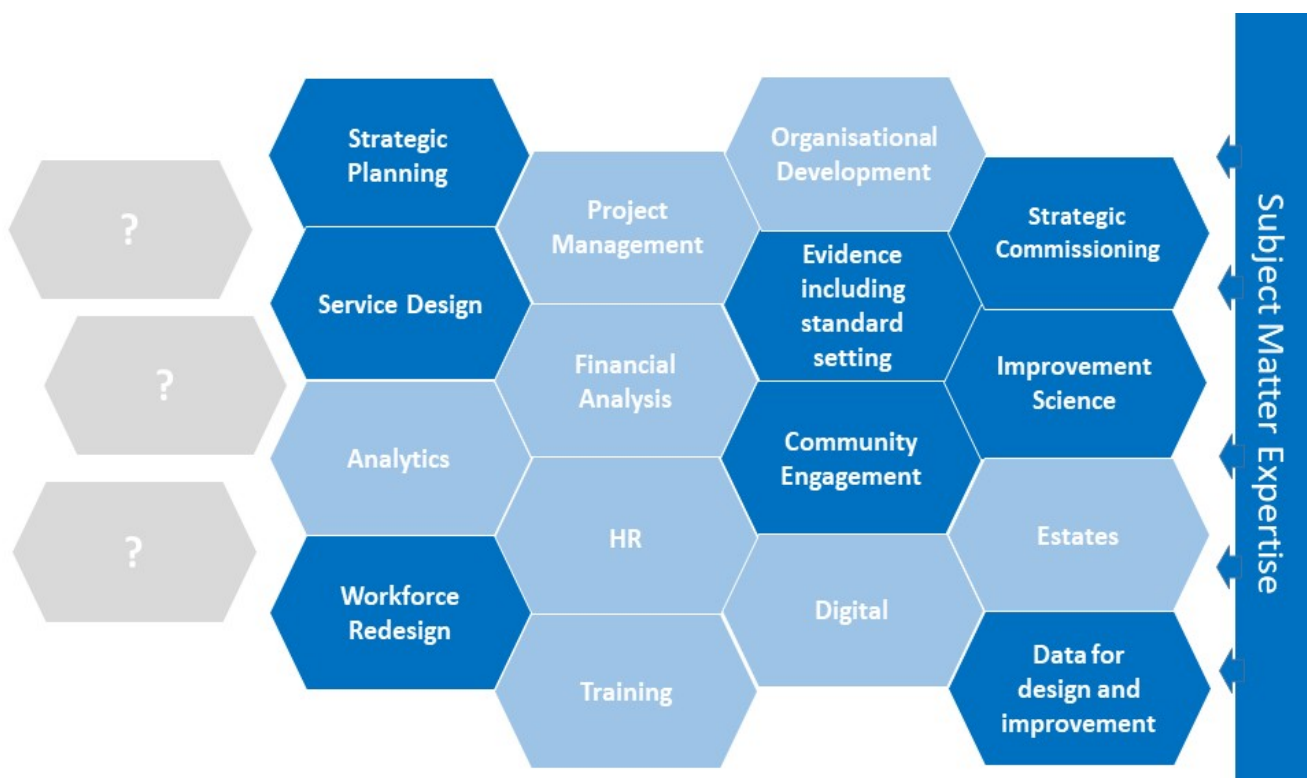 ?
?
?
Strategic
Planning
Service Design
Analytics
Workforce
Redesign
Project
Management
Financial
Analysis
HR
Training
Organisational
Development
Evidence
including
standard
setting
Community
Engagement
Digital
Strategic
Commissioning
Improvement
Science
Estates
Data for
design and
improvement
Subject Matter Expertise